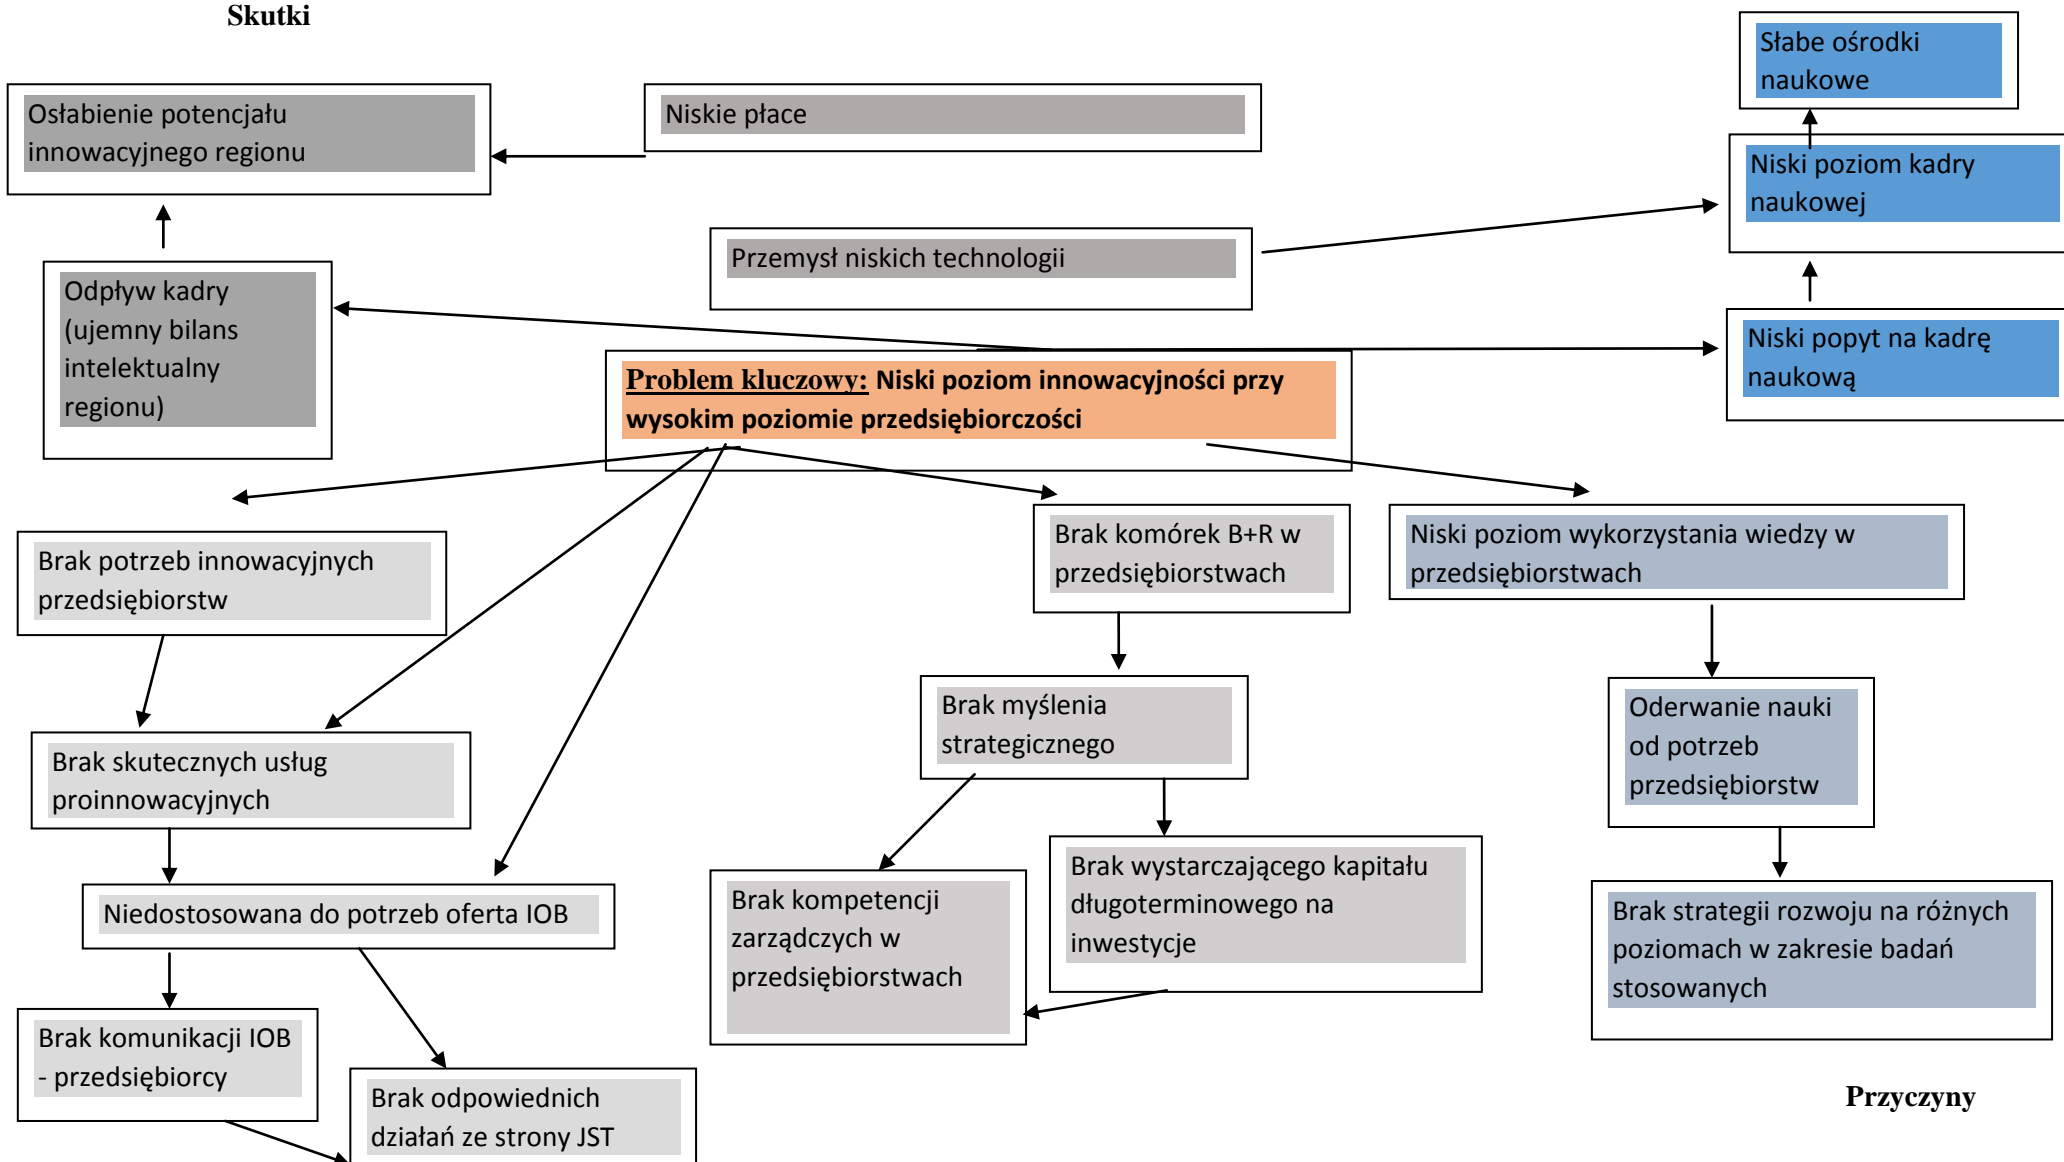 Skutki
Słabe ośrodki
naukowe
Osłabienie potencjału
innowacyjnego regionu
Niskie płace
Niski poziom kadry
naukowej
Przemysł niskich technologii
Odpływ kadry
(ujemny bilans
intelektualny
regionu)
Niski popyt na kadrę
naukową
Problem kluczowy: Niski poziom innowacyjności przy
wysokim poziomie przedsiębiorczości
Brak potrzeb innowacyjnych
przedsiębiorstw
Brak komórek B+R w
przedsiębiorstwach
Niski poziom wykorzystania wiedzy w
przedsiębiorstwach
Brak skutecznych usług
proinnowacyjnych
Brak myślenia
strategicznego
Oderwanie nauki
od potrzeb
przedsiębiorstw
Niedostosowana do potrzeb oferta IOB
Brak kompetencji
zarządczych w
przedsiębiorstwach
Brak wystarczającego kapitału
długoterminowego na
inwestycje
Brak strategii rozwoju na różnych
poziomach w zakresie badań
stosowanych
Brak komunikacji IOB
- przedsiębiorcy
Brak odpowiednich
działań ze strony JST
Przyczyny